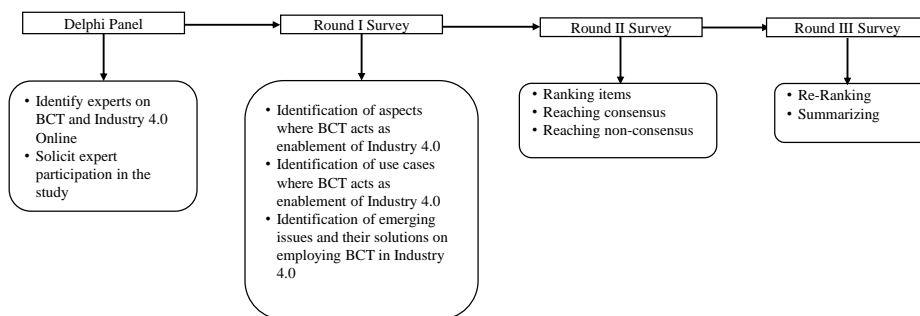 Delphi Panel
Round I Survey
Round II Survey
Round III Survey
• Identify experts on
BCT and Industry 4.0
Online
• Solicit expert
participation in the
study
• Identification of aspects
where BCT acts as
enablement of Industry 4.0
• Identification of use cases
where BCT acts as
enablement of Industry 4.0
• Identification of emerging
issues and their solutions on
employing BCT in Industry
4.0
• Ranking items
• Reaching consensus
• Reaching non-consensus
• Re-Ranking
• Summarizing